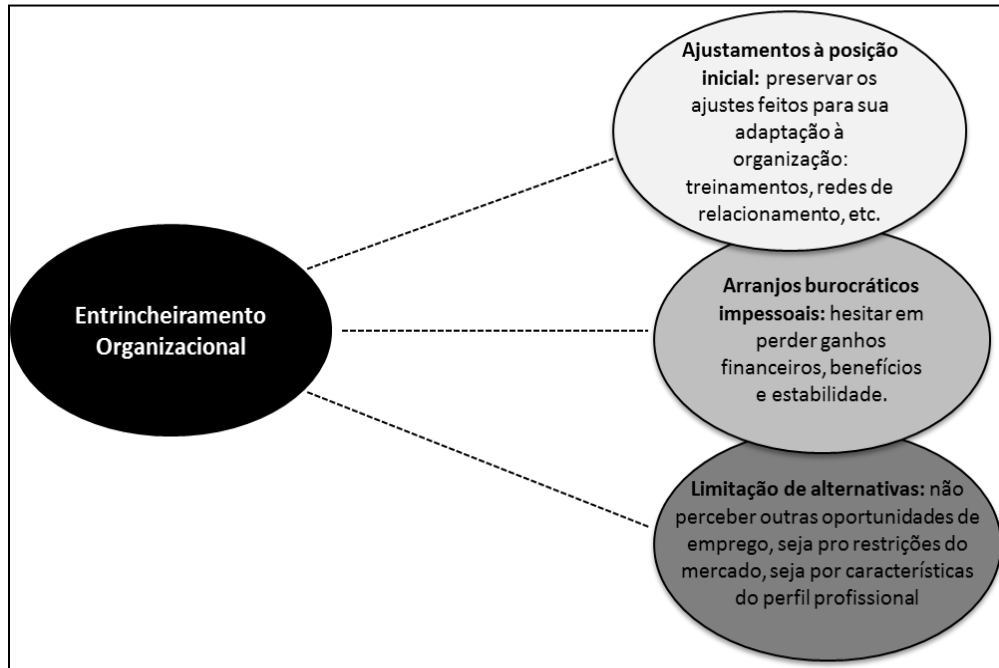 Entrincheiramento
Organizacional
Ajustamentos à posição
inicial: preservar os
ajustes feitos para sua
adaptação à
organização:
treinamentos, redes de
relacionamento, etc.
Arranjos burocráticos
impessoais: hesitar em
perder ganhos
financeiros, benefícios
e estabilidade.
Limitação de alternativas: não
perceber outras oportunidades de
emprego, seja pro restrições do
mercado, seja por características
do perfil profissional